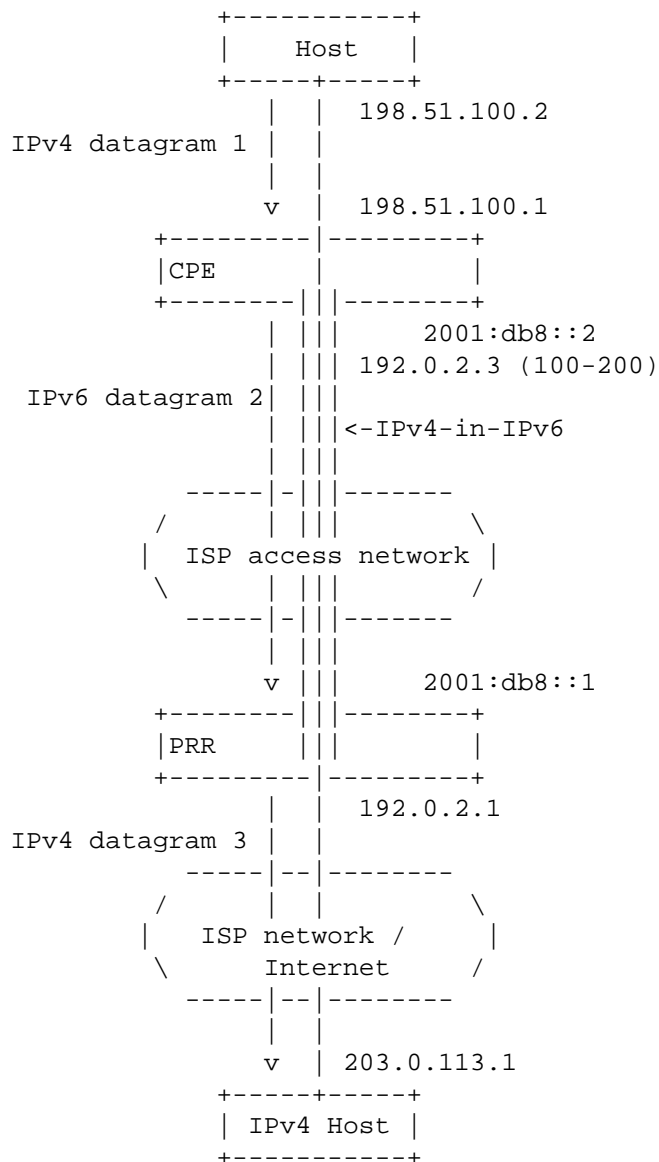 Host
198.51.100.2
IPv4 datagram 1
v 198.51.100.1
CPE
2001:db8::2
192.0.2.3 (100-200)
IPv6 datagram 2
<-IPv4-in-IPv6
ISP access network
v 2001:db8::1
PRR
192.0.2.1
IPv4 datagram 3
ISP network /
Internet
v 203.0.113.1
IPv4 Host